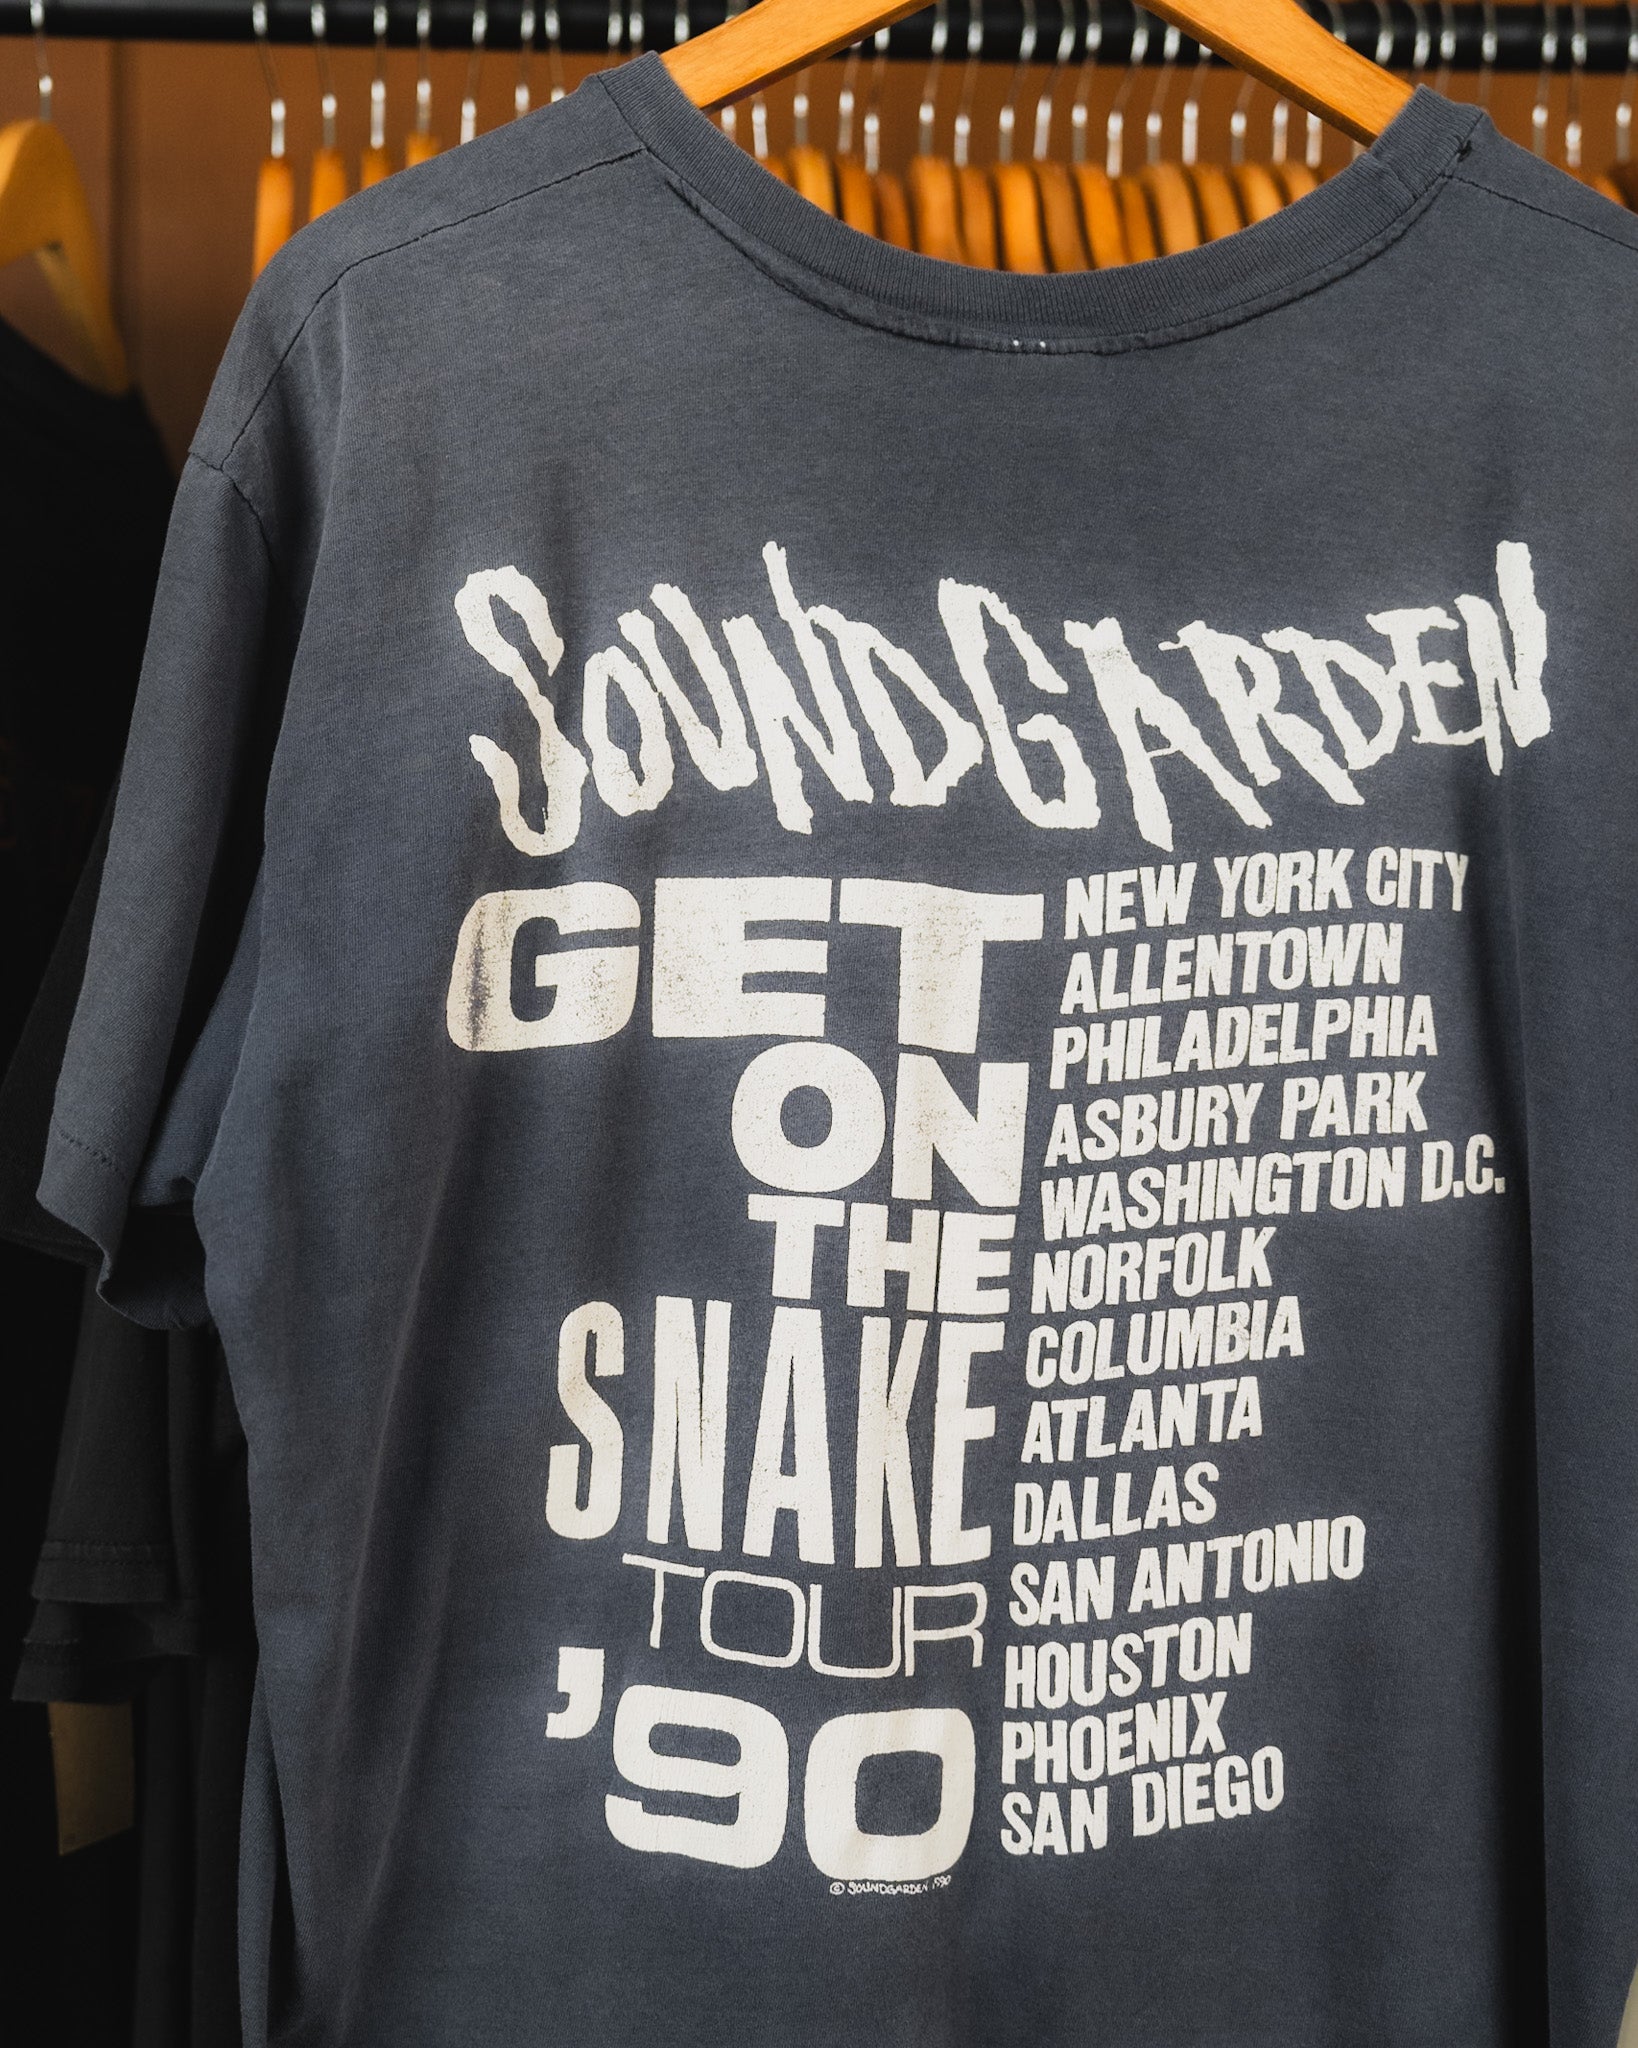 SOUNDGARDEN
GET
ON
THE
SNAKE
TOUR
'90
NEW YORK CITY
ALLENTOWN
PHILADELPHIA
ASBURY PARK
WASHINGTON D.C.
NORFOLK
COLUMBIA
ATLANTA
DALLAS
SAN ANTONIO
HOUSTON
PHOENIX
SAN DIEGO
© SOUNDGARDEN 1990